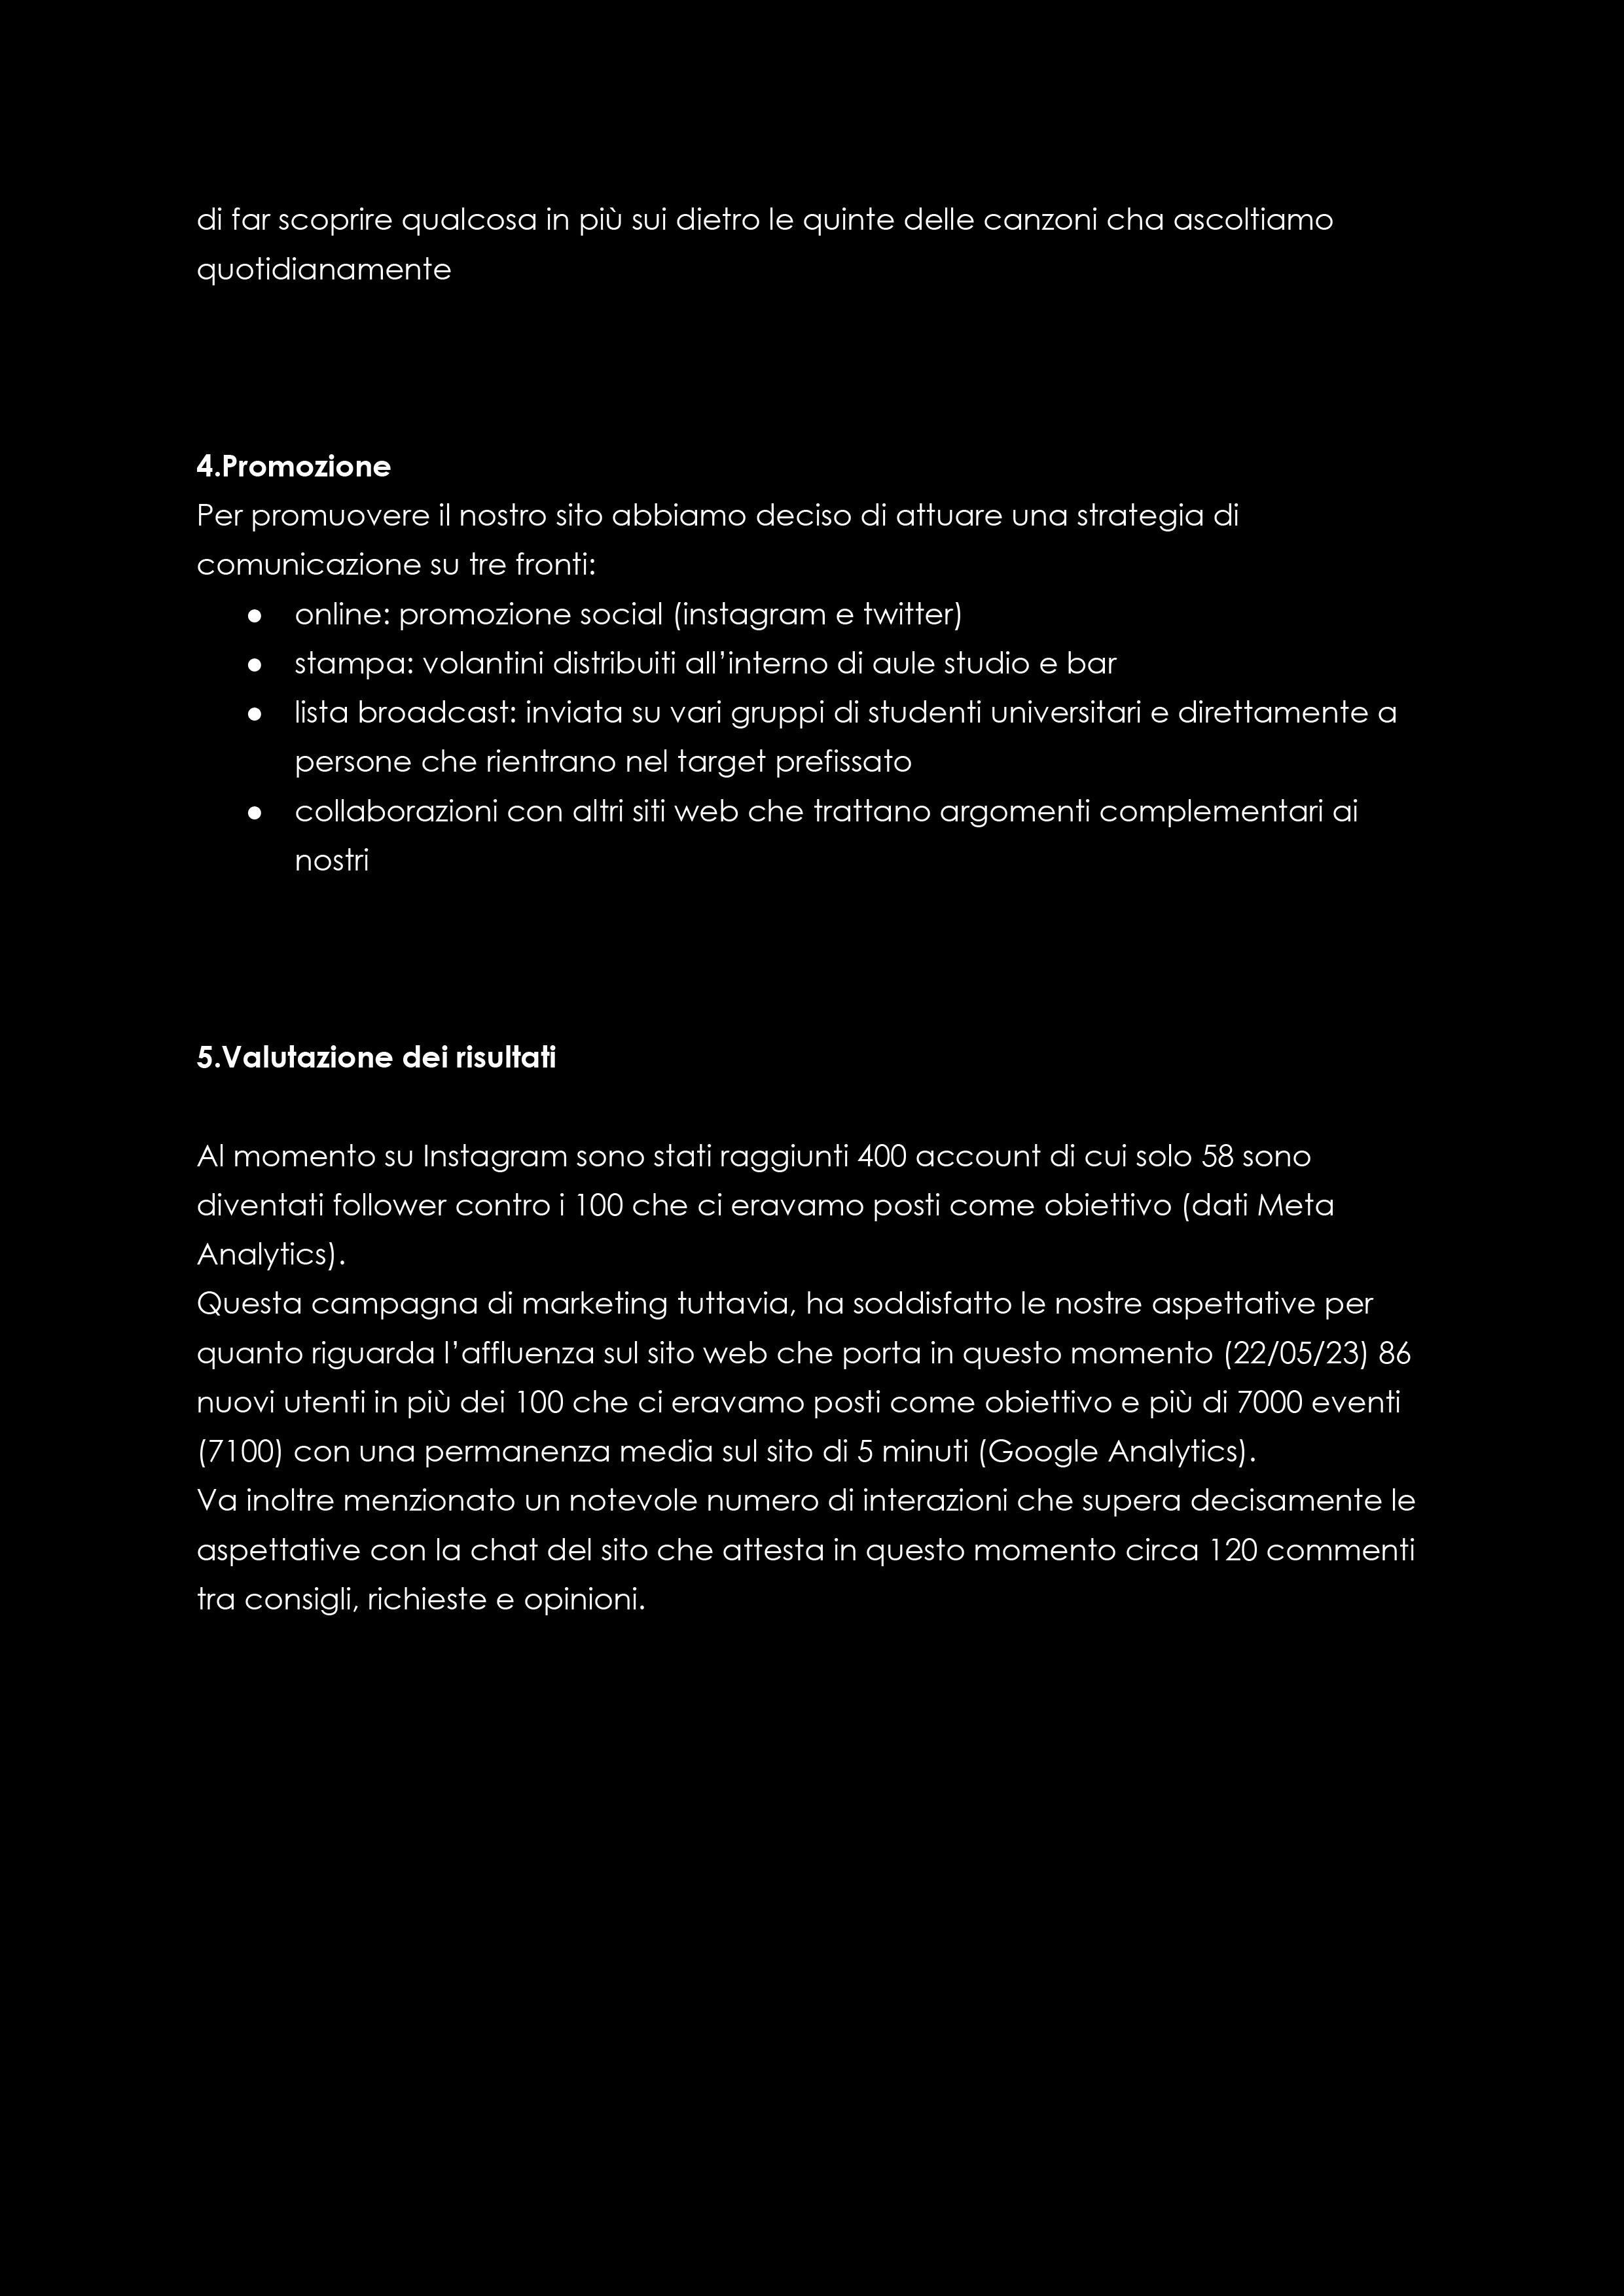 di far scoprire qualcosa in più sui dietro le quinte delle canzoni cha ascoltiamo
quotidianamente
4.Promozione
Per promuovere il nostro sito abbiamo deciso di attuare una strategia di
comunicazione su tre fronti:
● online: promozione social (instagram e twitter)
● stampa: volantini distribuiti all’interno di aule studio e bar
● lista broadcast: inviata su vari gruppi di studenti universitari e direttamente a
persone che rientrano nel target prefissato
● collaborazioni con altri siti web che trattano argomenti complementari ai
nostri
5.Valutazione dei risultati
Al momento su Instagram sono stati raggiunti 400 account di cui solo 58 sono
diventati follower contro i 100 che ci eravamo posti come obiettivo (dati Meta
Analytics).
Questa campagna di marketing tuttavia, ha soddisfatto le nostre aspettative per
quanto riguarda l’affluenza sul sito web che porta in questo momento (22/05/23) 86
nuovi utenti in più dei 100 che ci eravamo posti come obiettivo e più di 7000 eventi
(7100) con una permanenza media sul sito di 5 minuti (Google Analytics).
Va inoltre menzionato un notevole numero di interazioni che supera decisamente le
aspettative con la chat del sito che attesta in questo momento circa 120 commenti
tra consigli, richieste e opinioni.